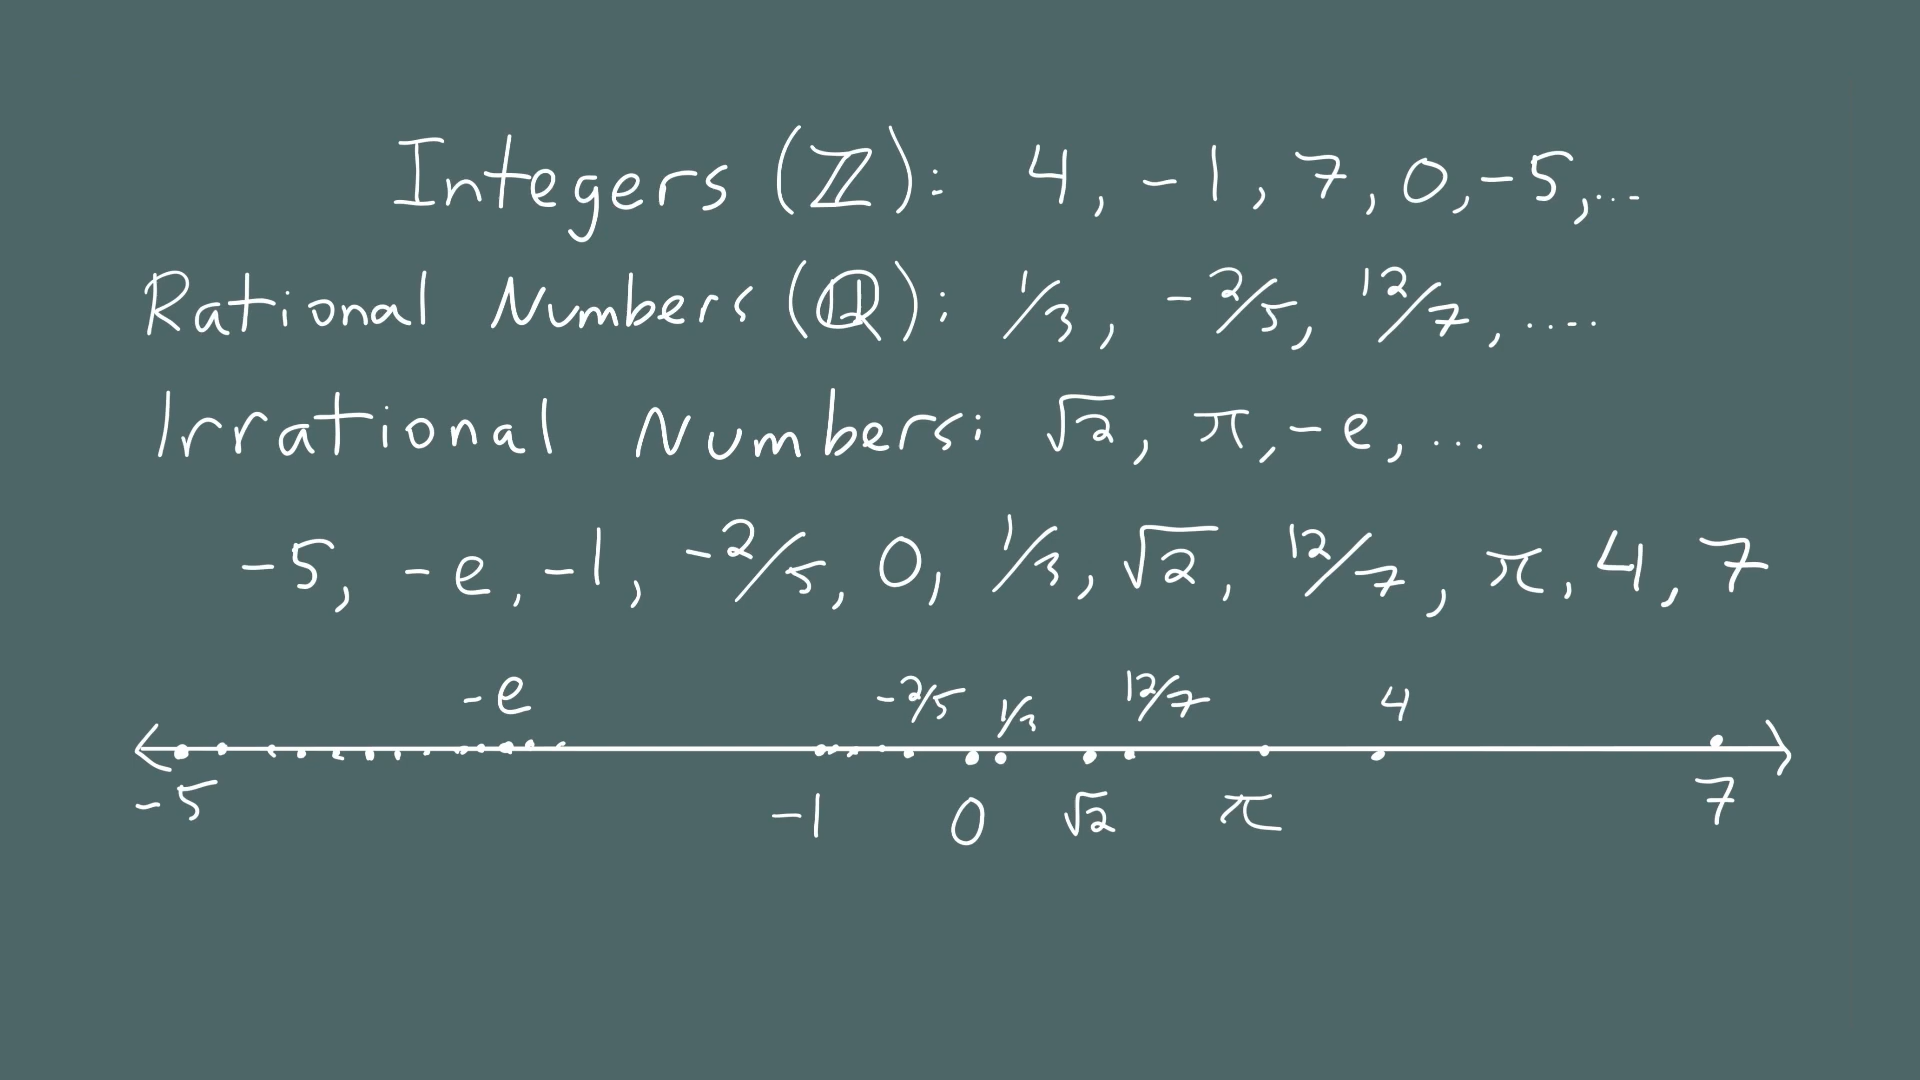 Integers (ℤ): 4, -1, 7, 0, -5, ...
Rational Numbers (ℚ): 1/3, -2/5, 12/7, ....
Irrational Numbers: √2, π, -e, ...
-5, -e, -1, -2/5, 0, 1/3, √2, 12/7, π, 4, 7
-e -2/5 1/3 12/7 4
-5 -1 0 √2 π 7